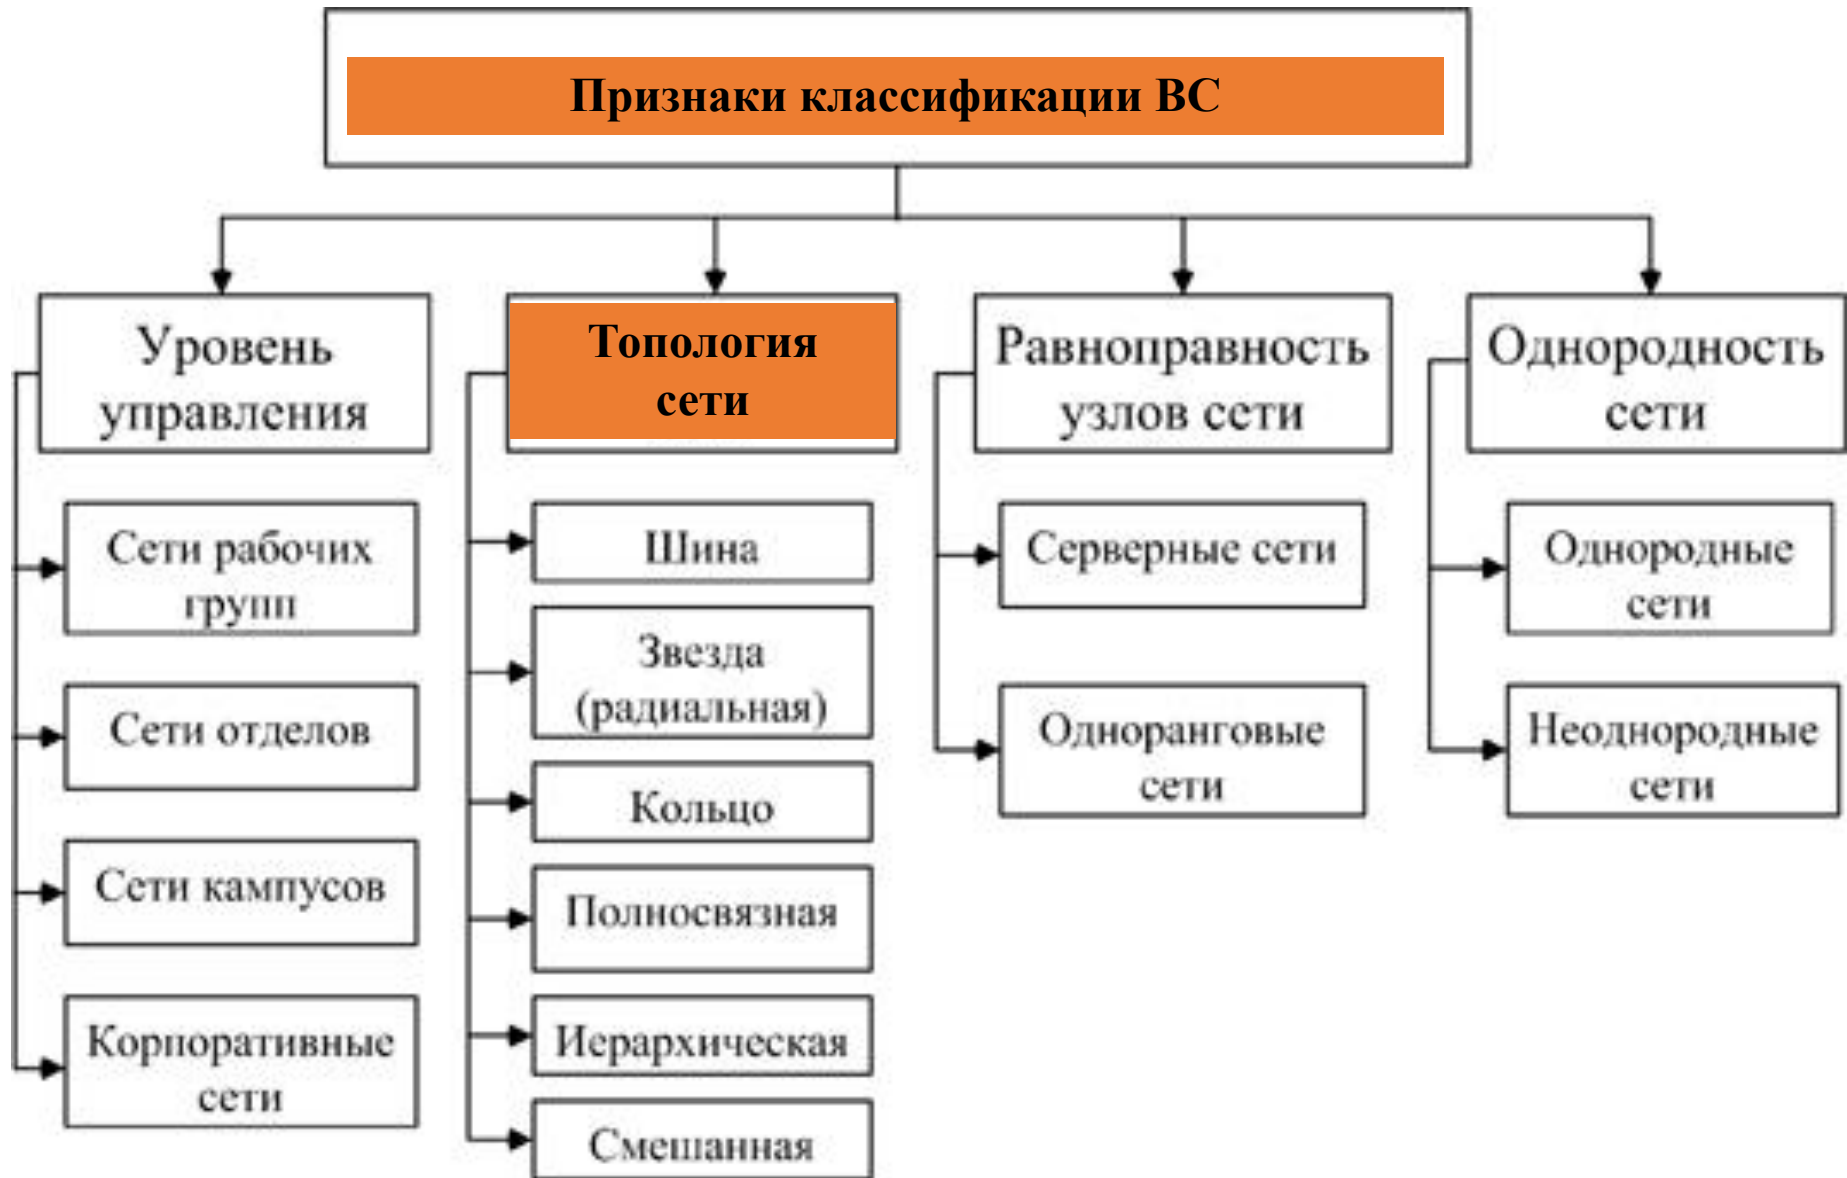 Признаки классификации ВС
Уровень
управления
Сети рабочих
групп
Сети отделов
Сети кампусов
Корпоративные
сети
Топология
сети
Шина
Звезда
(радиальная)
Кольцо
Полносвязная
Иерархическая
Смешанная
Равноправность
узлов сети
Серверные сети
Одноранговые
сети
Однородность
сети
Однородные
сети
Неоднородные
сети